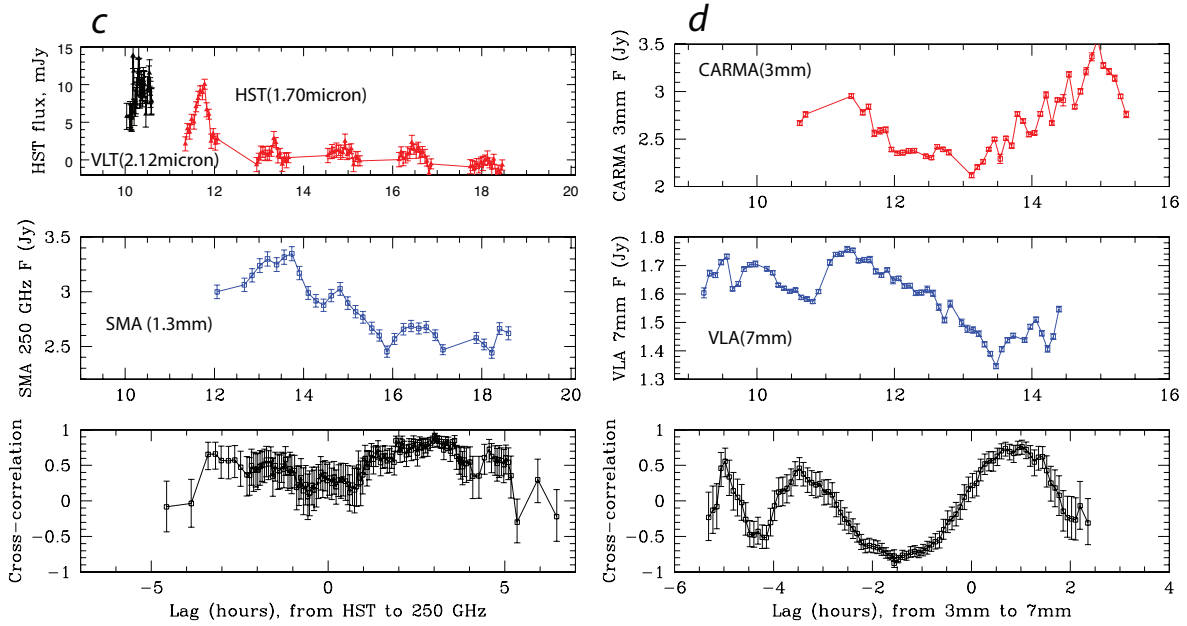 c
15
10
5
0
HST flux, mJy
HST(1.70micron)
VLT(2.12micron)
10 12 14 16 18 20
3.5
3
2.5
SMA 250 GHz F (Jy)
SMA (1.3mm)
10 12 14 16 18 20
1
0.5
0
−0.5
−1
Cross-correlation
−5 0 5
Lag (hours), from HST to 250 GHz
d
3.5
3
2.5
2
CARMA 3mm F (Jy)
CARMA(3mm)
10 12 14 16
1.8
1.7
1.6
1.5
1.4
1.3
VLA 7mm F (Jy)
VLA(7mm)
10 12 14 16
1
0.5
0
−0.5
−1
Cross-correlation
−6 −4 −2 0 2 4
Lag (hours), from 3mm to 7mm